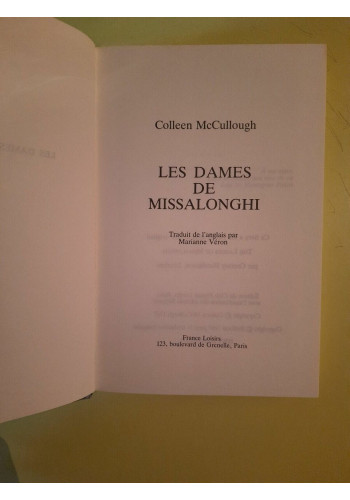 Colleen McCullough
LES DAMES
DE
MISSALONGHI
Traduit de l'anglais par
Marianne Véron
France Loisirs
123, boulevard de Grenelle, Paris